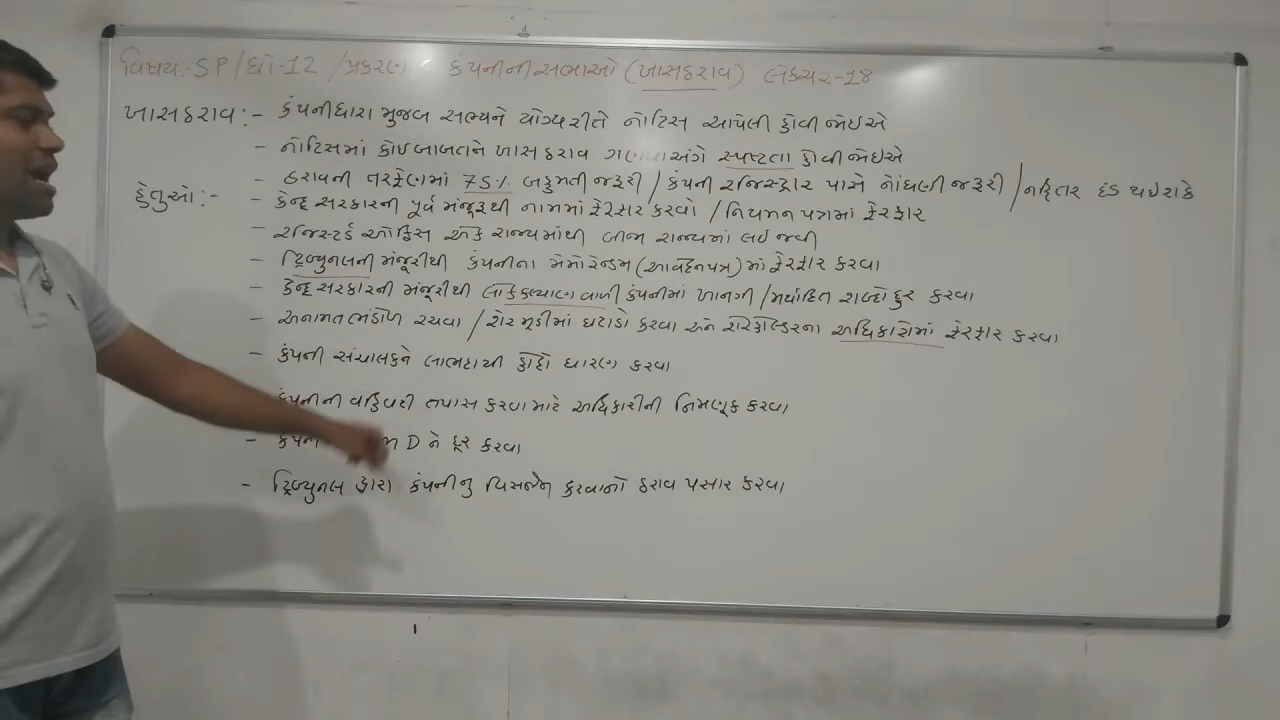 વિષય:- SP / ધો-12 / પ્રકરણ કંપનીની સભાઓ (ખાસઠરાવ) લેક્ચર-18
ખાસઠરાવ:- - કંપનીધારા મુજબ સભ્યને યોગ્ય રીતે નોટિસ આપેલી હોવી જોઇએ
- નોટિસમાં કોઇ બાબતને ખાસ ઠરાવ ગણવા અંગે સ્પષ્ટતા હોવી જોઇએ
- ઠરાવની તરફેણમાં 75% બહુમતી જરૂરી / કંપની રજિસ્ટ્રાર પાસે નોંધણી જરૂરી / નહિતર દંડ થઇ શકે
હેતુઓ:- - કેન્દ્ર સરકારની પૂર્વ મંજૂરીથી નામમાં ફેરફાર કરવો / નિયમન પત્રમાં ફેરફાર
- રજિસ્ટર્ડ ઓફિસ એક રાજ્યમાંથી બીજા રાજ્યમાં લઇ જવી
- ટ્રિબ્યુનલની મંજૂરીથી કંપનીના મેમોરેન્ડમ (આવેદનપત્ર) માં ફેરફાર કરવા
- કેન્દ્ર સરકારની મંજૂરીથી લોકકલ્યાણ વાળી કંપનીમાં ખાનગી / મર્યાદિત શબ્દો દુર કરવા
- અનામત ભંડોળ રચવા / શેરમૂડીમાં ઘટાડો કરવા અને શેરહોલ્ડરના અધિકારોમાં ફેરફાર કરવા
- કંપની સંચાલકને લાભદાયી હોદ્દો ધારણ કરવા
કંપનીની વહિવટી તપાસ કરવા માટે અધિકારીની નિમણૂક કરવા
- D ને દૂર કરવા
- ટ્રિબ્યુનલ દ્વારા કંપનીનુ વિસર્જન કરવાનો ઠરાવ પસાર કરવા